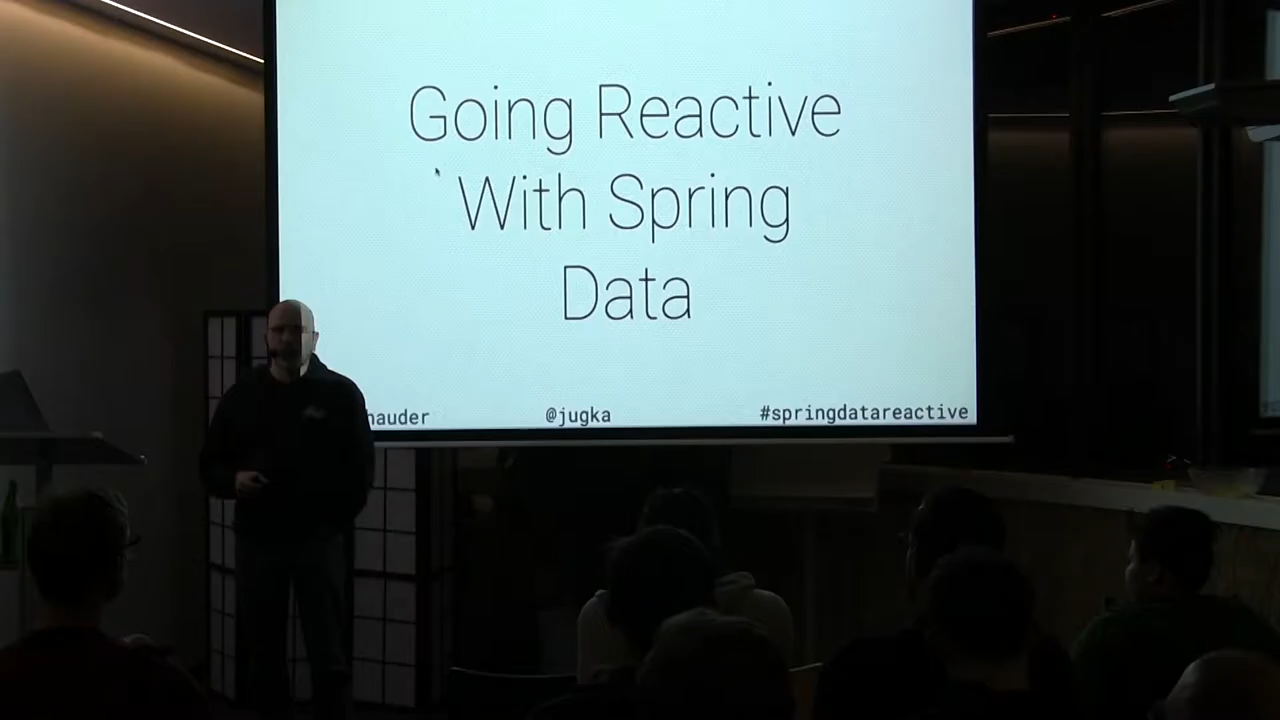 Going Reactive
With Spring
Data
hauder @jugka #springdatareactive